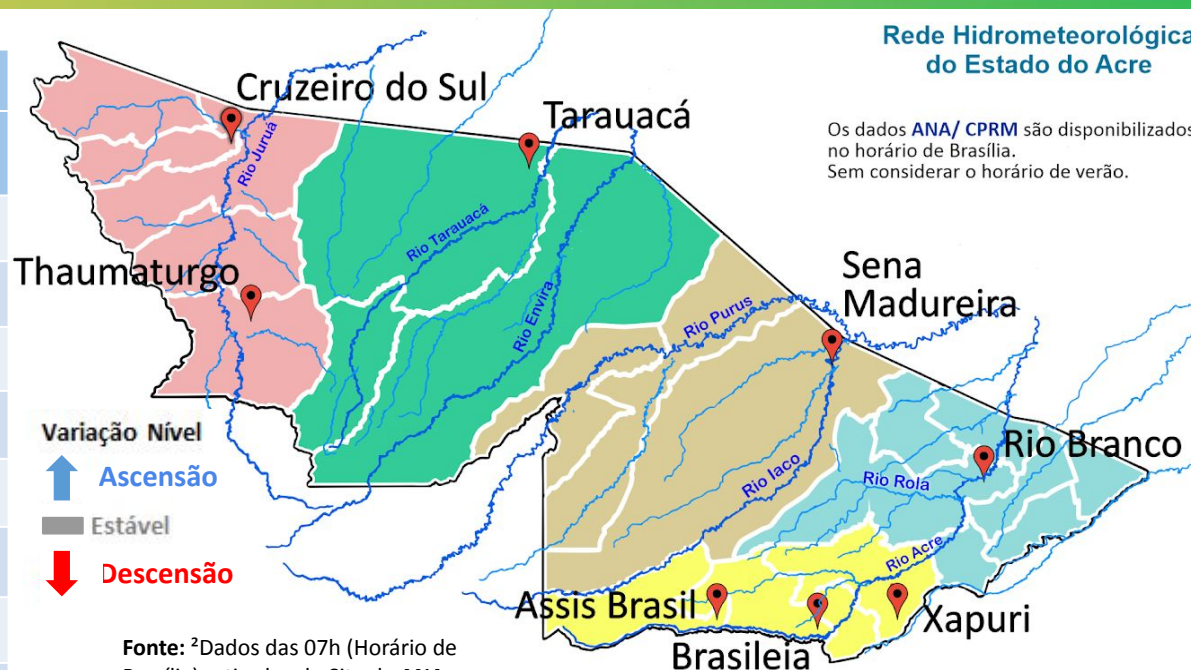 Rede Hidrometeorológica
do Estado do Acre
Os dados ANA/ CPRM são disponibilizados
no horário de Brasília.
Sem considerar o horário de verão.
Cruzeiro do Sul
Tarauacá
Rio Juruá
Rio Tarauacá
Thaumaturgo
Rio Envira
Rio Purus
Sena
Madureira
Variação Nível
Ascensão
Estável
Descensão
Rio Iaco
Rio Rola
Rio Branco
Rio Acre
Assis Brasil
Xapuri
Brasileia
Fonte: ²Dados das 07h (Horário de